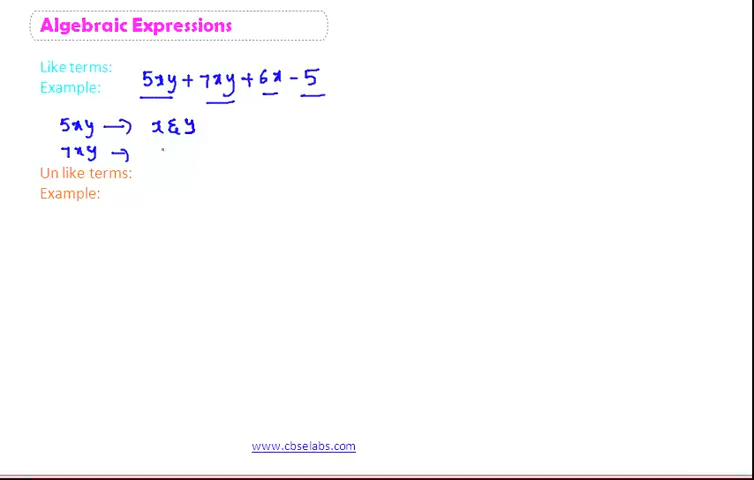 Algebraic Expressions
Like terms:
Example: 5xy + 7xy + 6x - 5
5xy → x & y
7xy →
Un like terms:
Example:
www.cbselabs.com